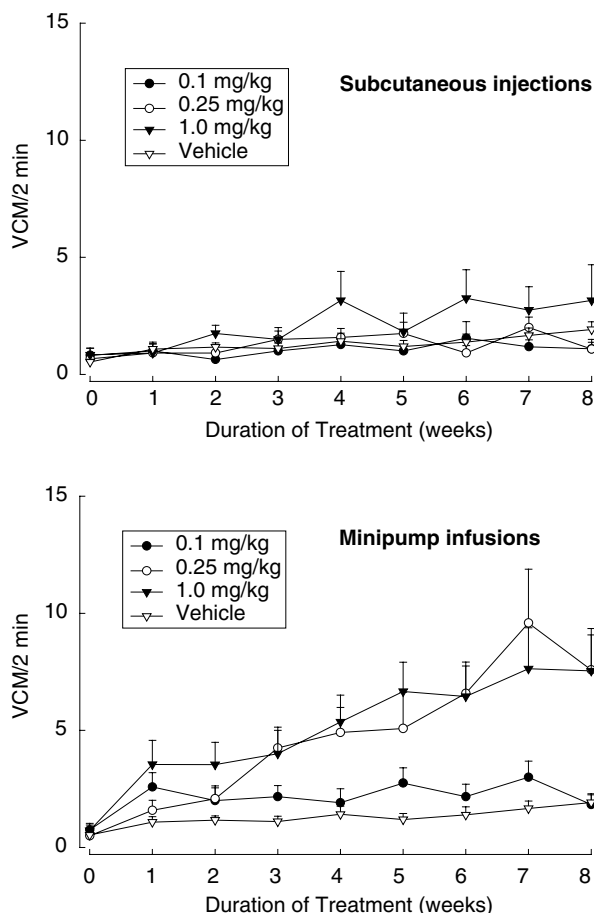 15
Subcutaneous injections
0.1 mg/kg
0.25 mg/kg
1.0 mg/kg
Vehicle
10
VCM/2 min
5
0
0 1 2 3 4 5 6 7 8
Duration of Treatment (weeks)
15
Minipump infusions
0.1 mg/kg
0.25 mg/kg
1.0 mg/kg
Vehicle
10
VCM/2 min
5
0
0 1 2 3 4 5 6 7 8
Duration of Treatment (weeks)